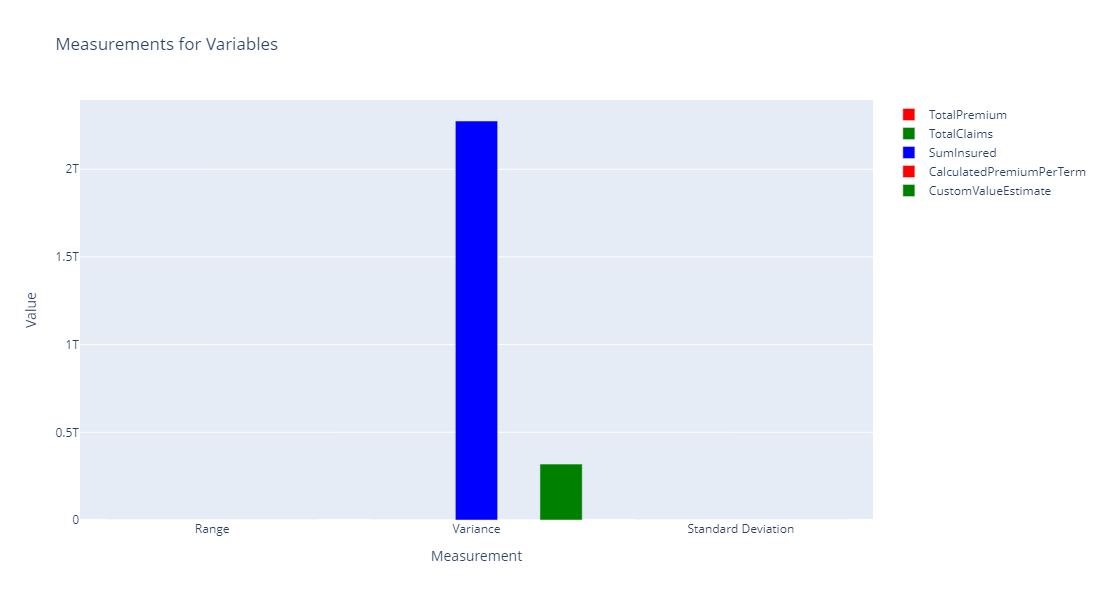 Measurements for Variables
TotalPremium
TotalClaims
SumInsured
CalculatedPremiumPerTerm
CustomValueEstimate
2T
1.5T
1T
0.5T
0
Value
Range
Variance
Standard Deviation
Measurement